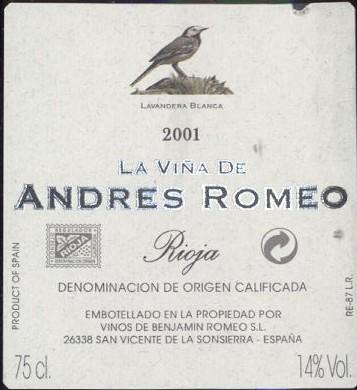 LAVANDERA BLANCA
2001
LA VIÑA DE
ANDRES ROMEO
RIOJA
Rioja
DENOMINACION DE ORIGEN CALIFICADA
EMBOTELLADO EN LA PROPIEDAD POR
VINOS DE BENJAMIN ROMEO S.L.
26338 SAN VICENTE DE LA SONSIERRA - ESPAÑA
PRODUCT OF SPAIN
RE-87 L.R.
75 cl.
14% Vol.